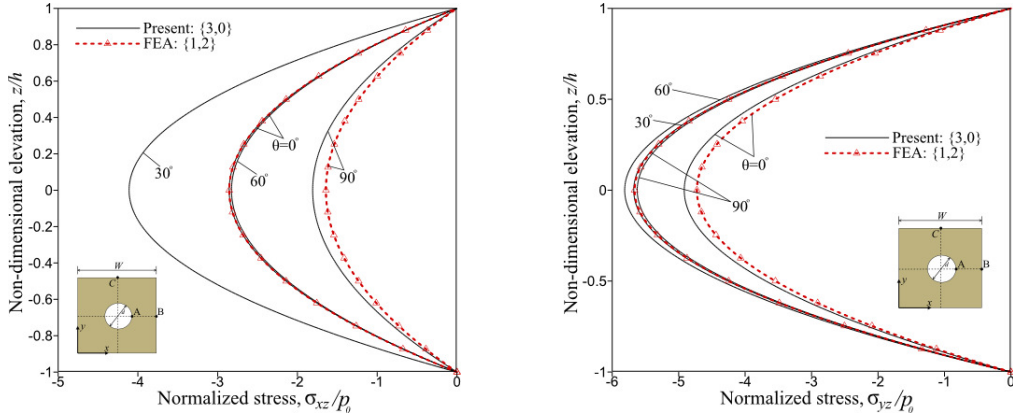 Present: {3,0}
FEA: {1,2}
Non-dimensional elevation, z/h
1
0.8
0.6
0.4
0.2
0
-0.2
-0.4
-0.6
-0.8
-1
30°
θ=0°
60°
90°
W
C
d
A
B
y
x
-5
-4
-3
-2
-1
0
Normalized stress, σxz/p0
Non-dimensional elevation, z/h
1
0.5
0
-0.5
-1
60°
30°
θ=0°
90°
Present: {3,0}
FEA: {1,2}
W
C
d
A
B
y
x
-6
-5
-4
-3
-2
-1
0
Normalized stress, σyz/p0